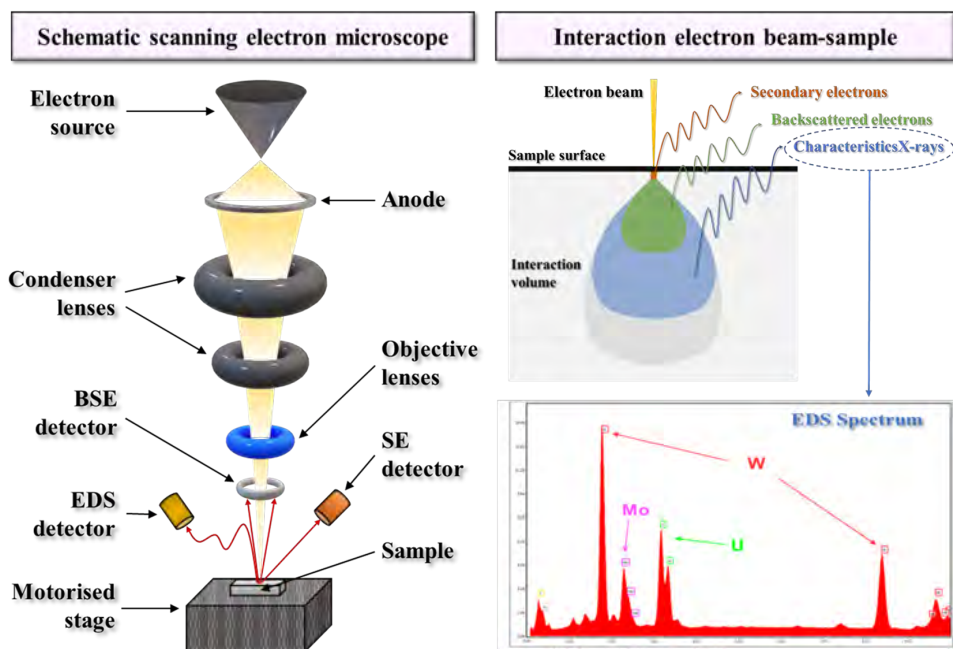 Schematic scanning electron microscope
Electron
source
Anode
Condenser
lenses
Objective
lenses
BSE
detector
SE
detector
EDS
detector
Sample
Motorised
stage
Interaction electron beam-sample
Electron beam
Secondary electrons
Backscattered electrons
CharacteristicsX-rays
Sample surface
Interaction
volume
EDS Spectrum
W
Mo
U